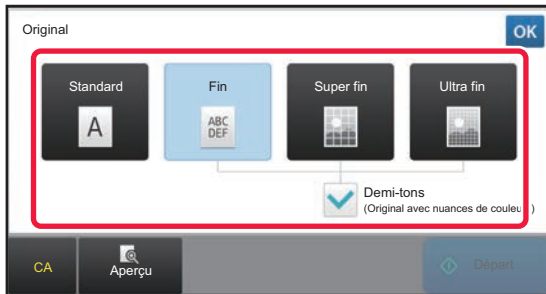 Original
OK
Standard
Fin
Super fin
Ultra fin
A
ABC
DEF
Demi-tons
(Original avec nuances de couleur )
CA
Aperçu
Départ